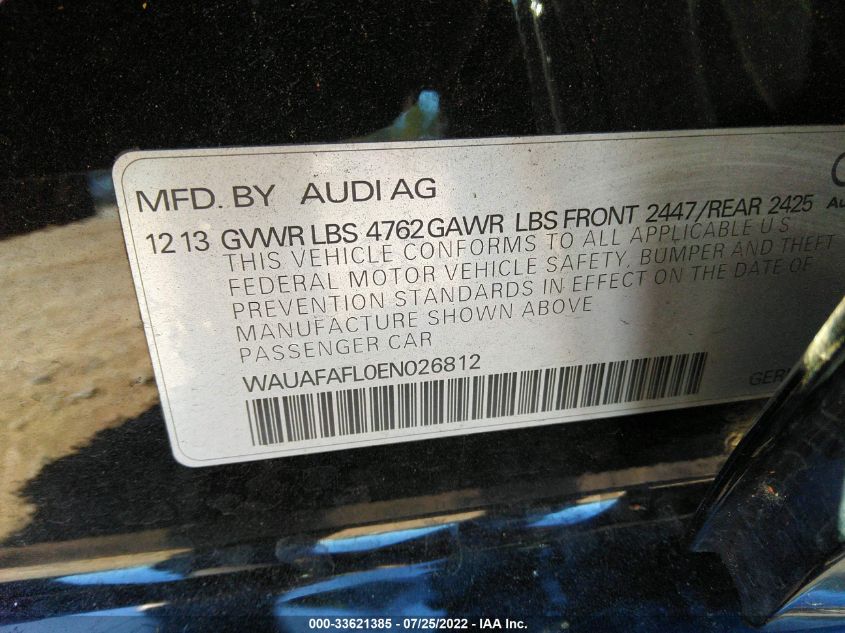 MFD. BY AUDI AG
12 13 GVWR LBS 4762 GAWR LBS FRONT 2447/REAR 2425
THIS VEHICLE CONFORMS TO ALL APPLICABLE U S
FEDERAL MOTOR VEHICLE SAFETY, BUMPER AND THEFT
PREVENTION STANDARDS IN EFFECT ON THE DATE OF
MANUFACTURE SHOWN ABOVE
PASSENGER CAR
WAUAFAFL0EN026812
000-33621385 - 07/25/2022 - IAA Inc.